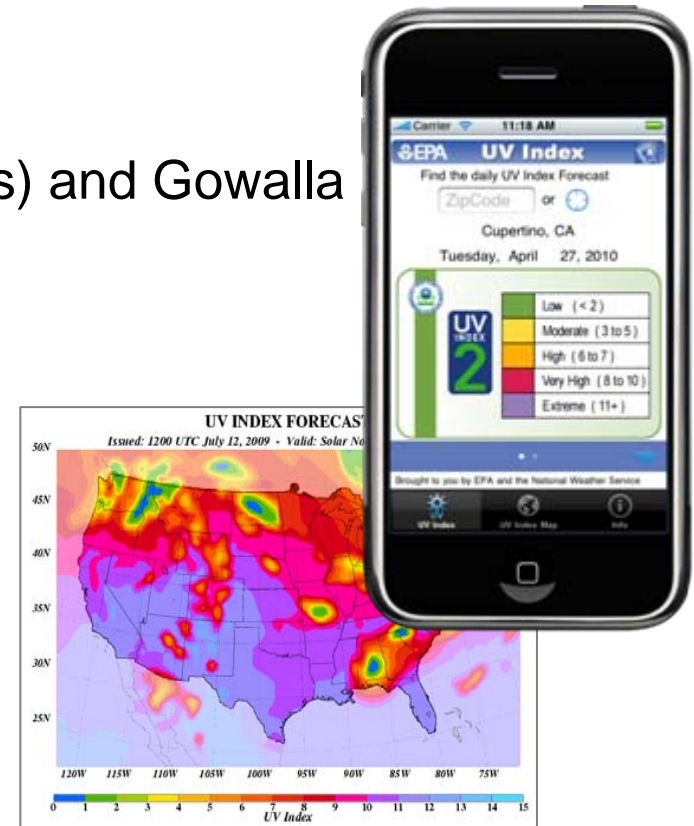 s) and Gowalla
Carrier 11:18 AM
EPA UV Index
Find the daily UV Index Forecast
ZipCode or
Cupertino, CA
Tuesday, April 27, 2010
UV
INDEX
2
Low ( < 2 )
Moderate ( 3 to 5 )
High ( 6 to 7 )
Very High ( 8 to 10 )
Extreme ( 11+ )
Brought to you by EPA and the National Weather Service
UV Index UV Index Map Info
UV INDEX FORECAST
Issued: 1200 UTC July 12, 2009 - Valid: Solar No
50N
45N
40N
35N
30N
25N
120W 115W 110W 105W 100W 95W 90W 85W 80W 75W
0 1 2 3 4 5 6 7 8 9 10 11 12 13 14 15
UV Index